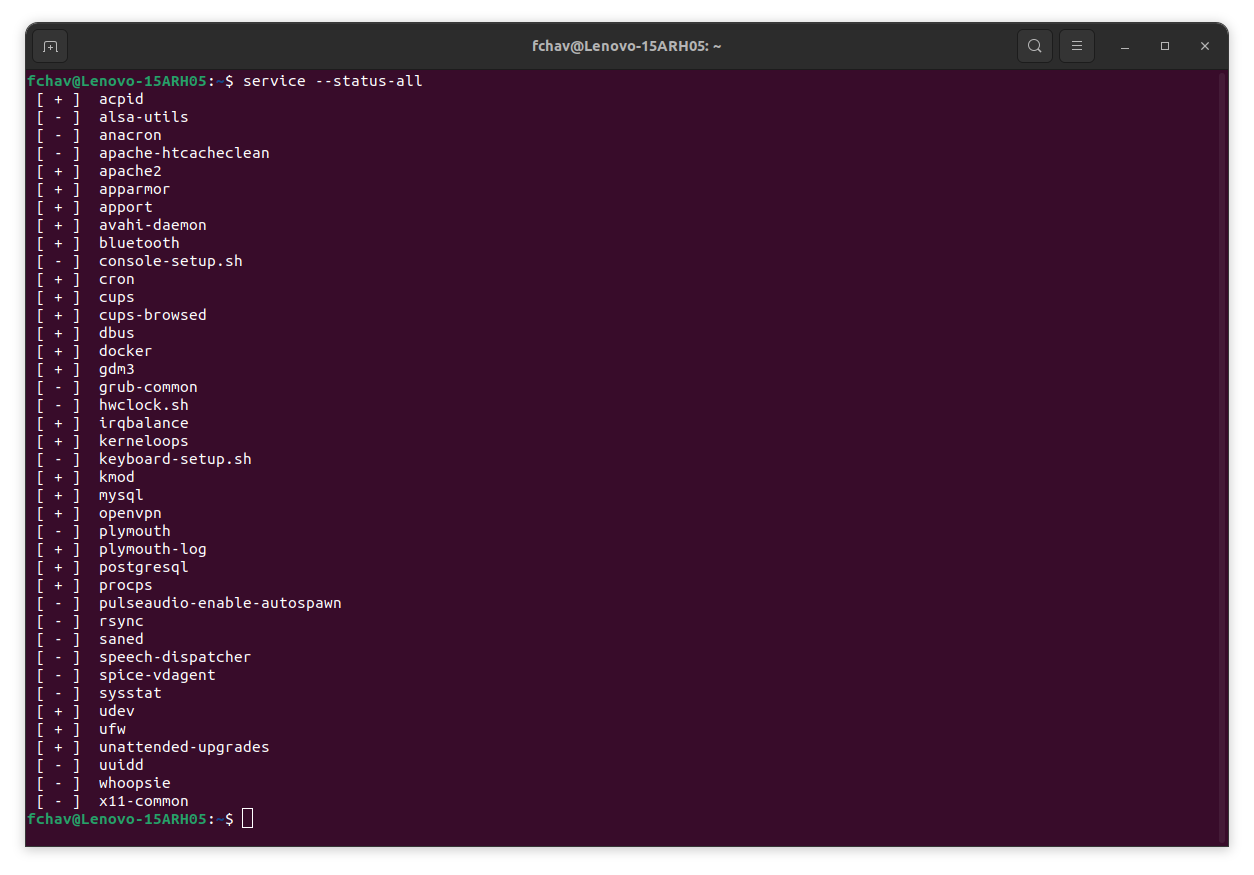 fchav@Lenovo-15ARH05: ~
fchav@Lenovo-15ARH05:~$ service --status-all
 [ + ]  acpid
 [ - ]  alsa-utils
 [ - ]  anacron
 [ - ]  apache-htcacheclean
 [ + ]  apache2
 [ + ]  apparmor
 [ + ]  apport
 [ + ]  avahi-daemon
 [ + ]  bluetooth
 [ - ]  console-setup.sh
 [ + ]  cron
 [ + ]  cups
 [ + ]  cups-browsed
 [ + ]  dbus
 [ + ]  docker
 [ + ]  gdm3
 [ - ]  grub-common
 [ - ]  hwclock.sh
 [ + ]  irqbalance
 [ + ]  kerneloops
 [ - ]  keyboard-setup.sh
 [ + ]  kmod
 [ + ]  mysql
 [ + ]  openvpn
 [ - ]  plymouth
 [ + ]  plymouth-log
 [ + ]  postgresql
 [ + ]  procps
 [ - ]  pulseaudio-enable-autospawn
 [ - ]  rsync
 [ - ]  saned
 [ - ]  speech-dispatcher
 [ - ]  spice-vdagent
 [ - ]  sysstat
 [ + ]  udev
 [ + ]  ufw
 [ + ]  unattended-upgrades
 [ - ]  uuidd
 [ - ]  whoopsie
 [ - ]  x11-common
fchav@Lenovo-15ARH05:~$